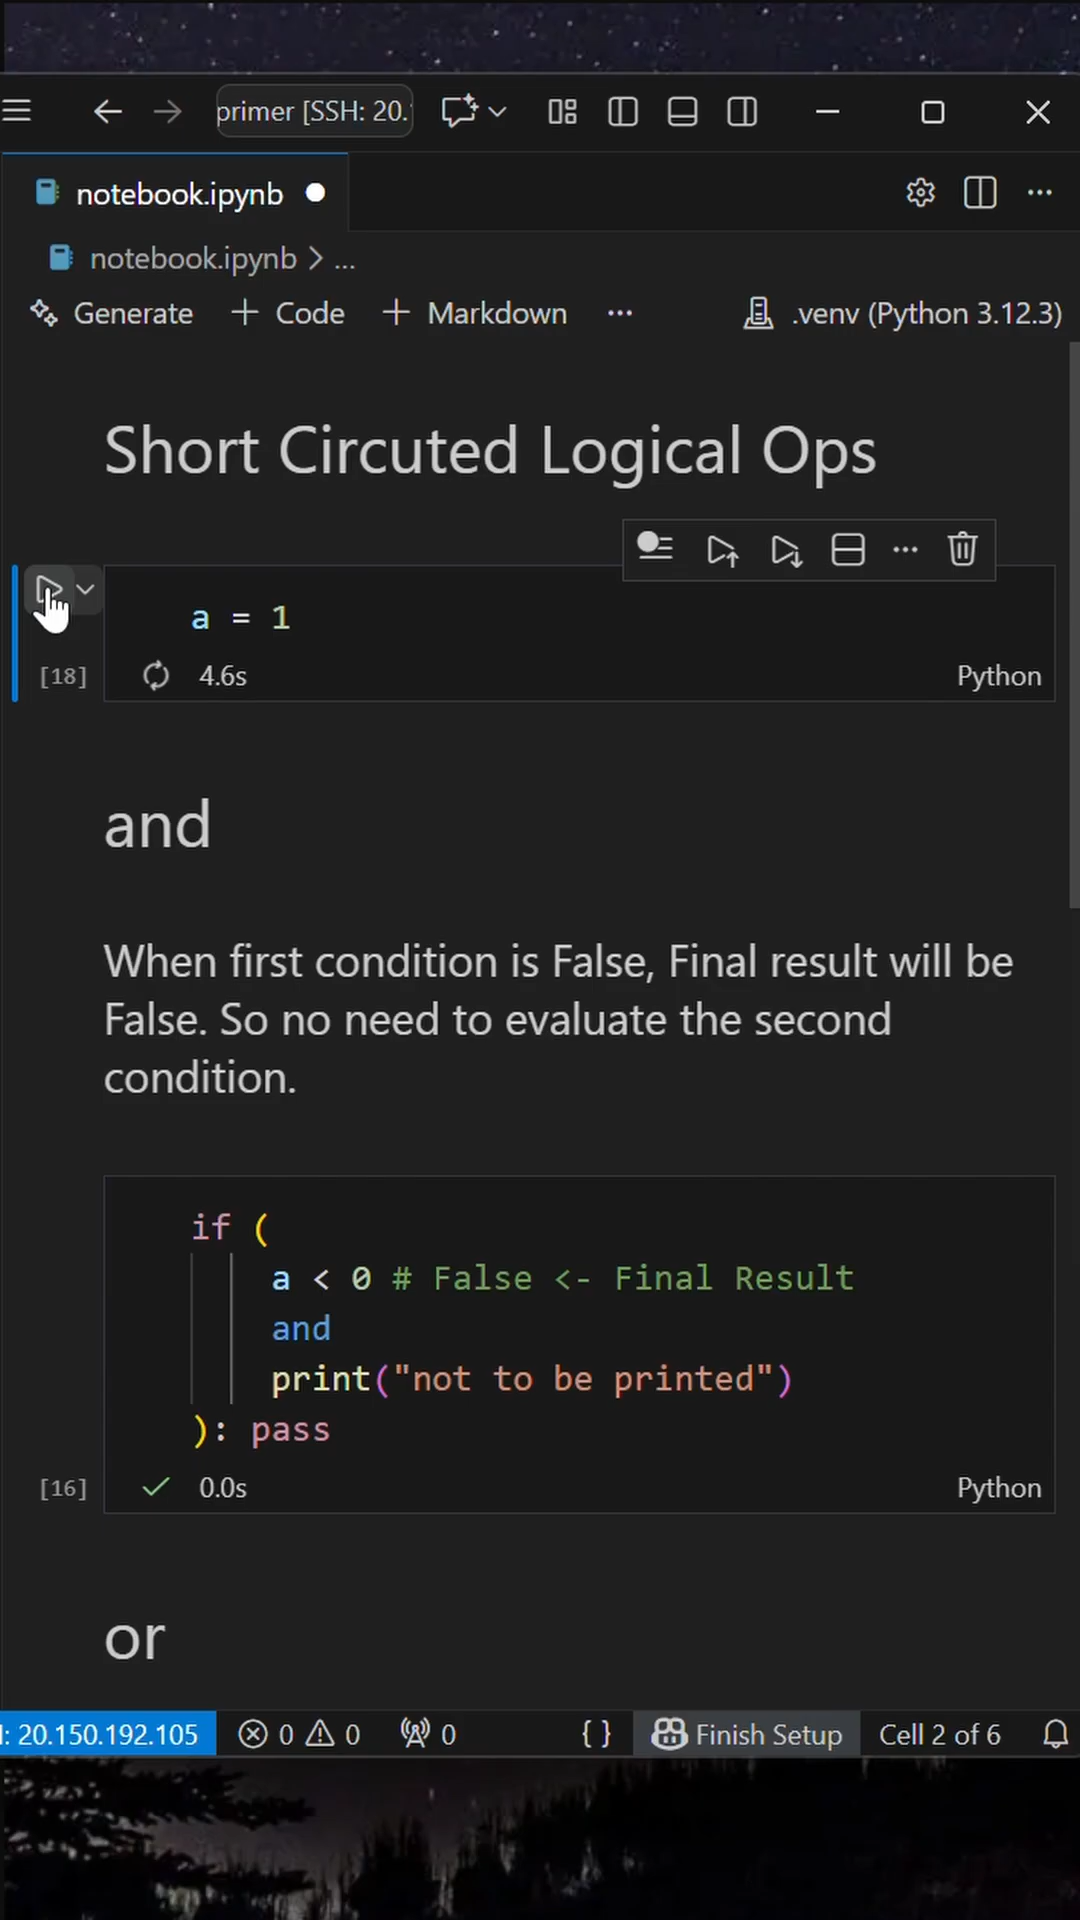 primer [SSH: 20.
notebook.ipynb
notebook.ipynb > ...
Generate + Code + Markdown ... .venv (Python 3.12.3)
Short Circuted Logical Ops
a = 1
[18] 4.6s Python
and
When first condition is False, Final result will be
False. So no need to evaluate the second
condition.
if (
a < 0 # False <- Final Result
and
print("not to be printed")
): pass
[16] 0.0s Python
or
: 20.150.192.105 0 0 0 { } Finish Setup Cell 2 of 6